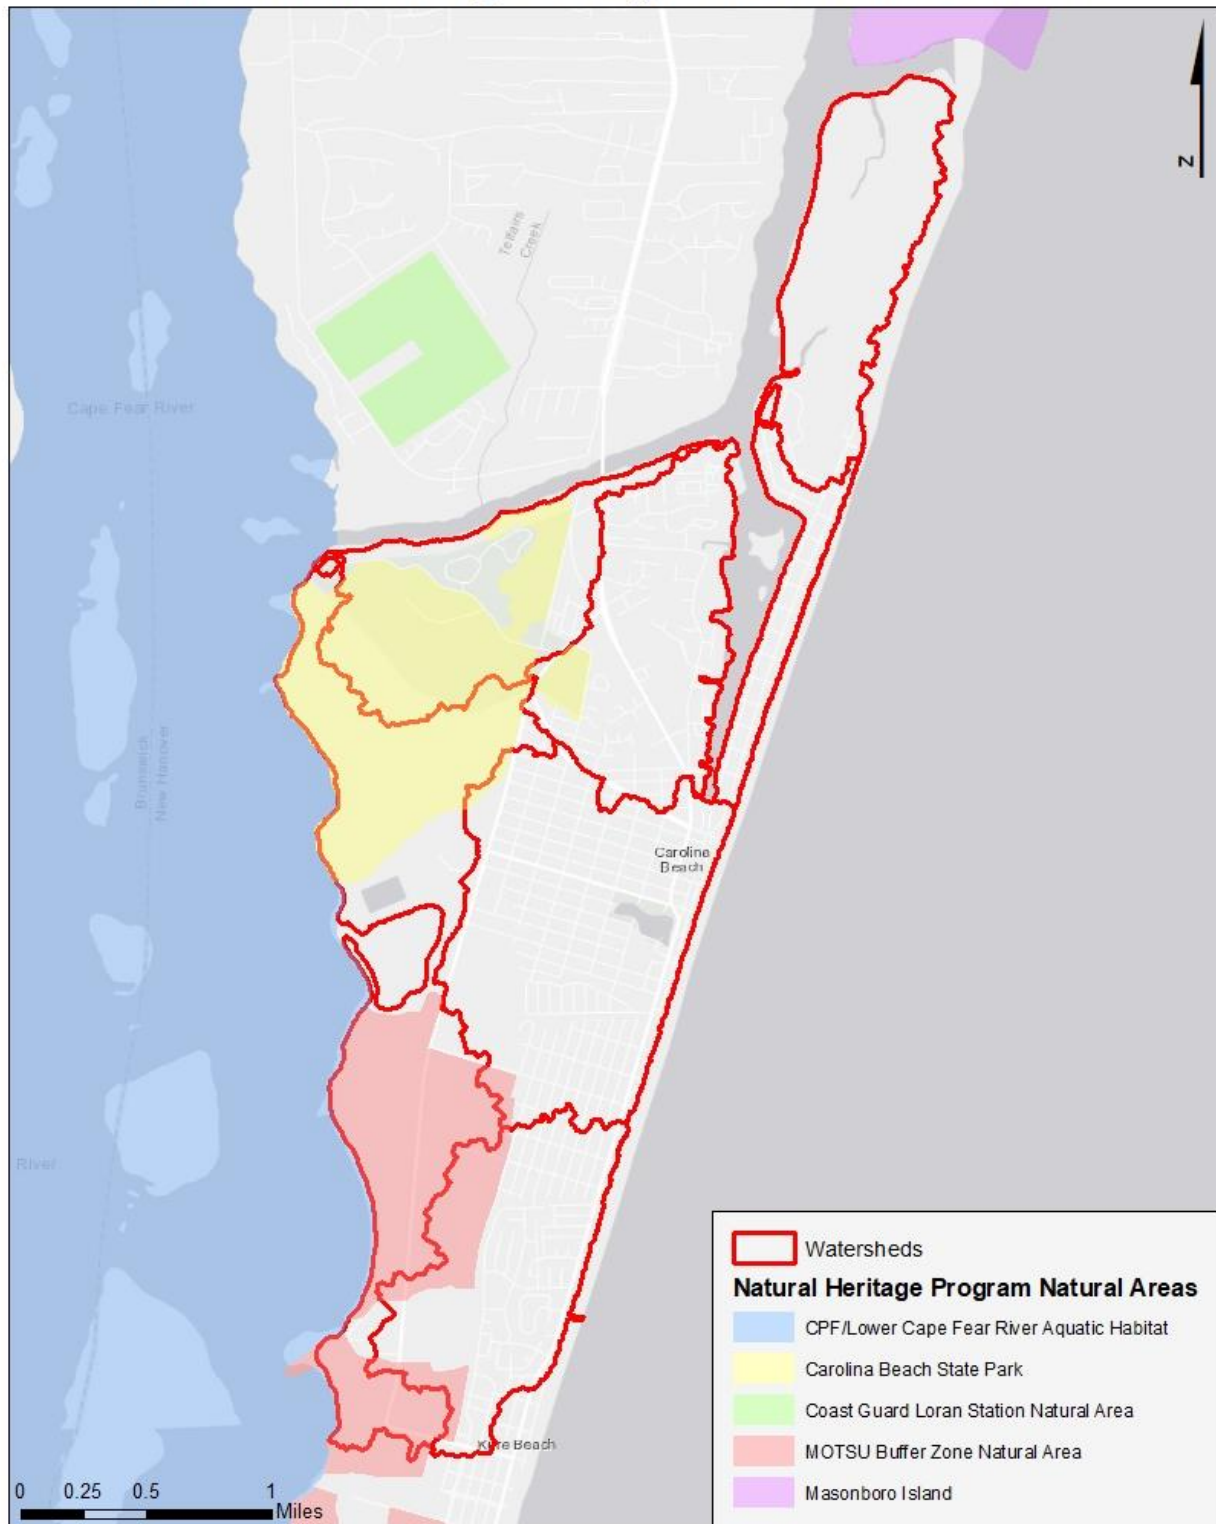 N
Telfairs
Creek
Cape Fear River
Brunswick
New Hanover
Carolina
Beach
River
Kure Beach
Watersheds
Natural Heritage Program Natural Areas
CPF/Lower Cape Fear River Aquatic Habitat
Carolina Beach State Park
Coast Guard Loran Station Natural Area
MOTSU Buffer Zone Natural Area
Masonboro Island
0 0.25 0.5 1
Miles